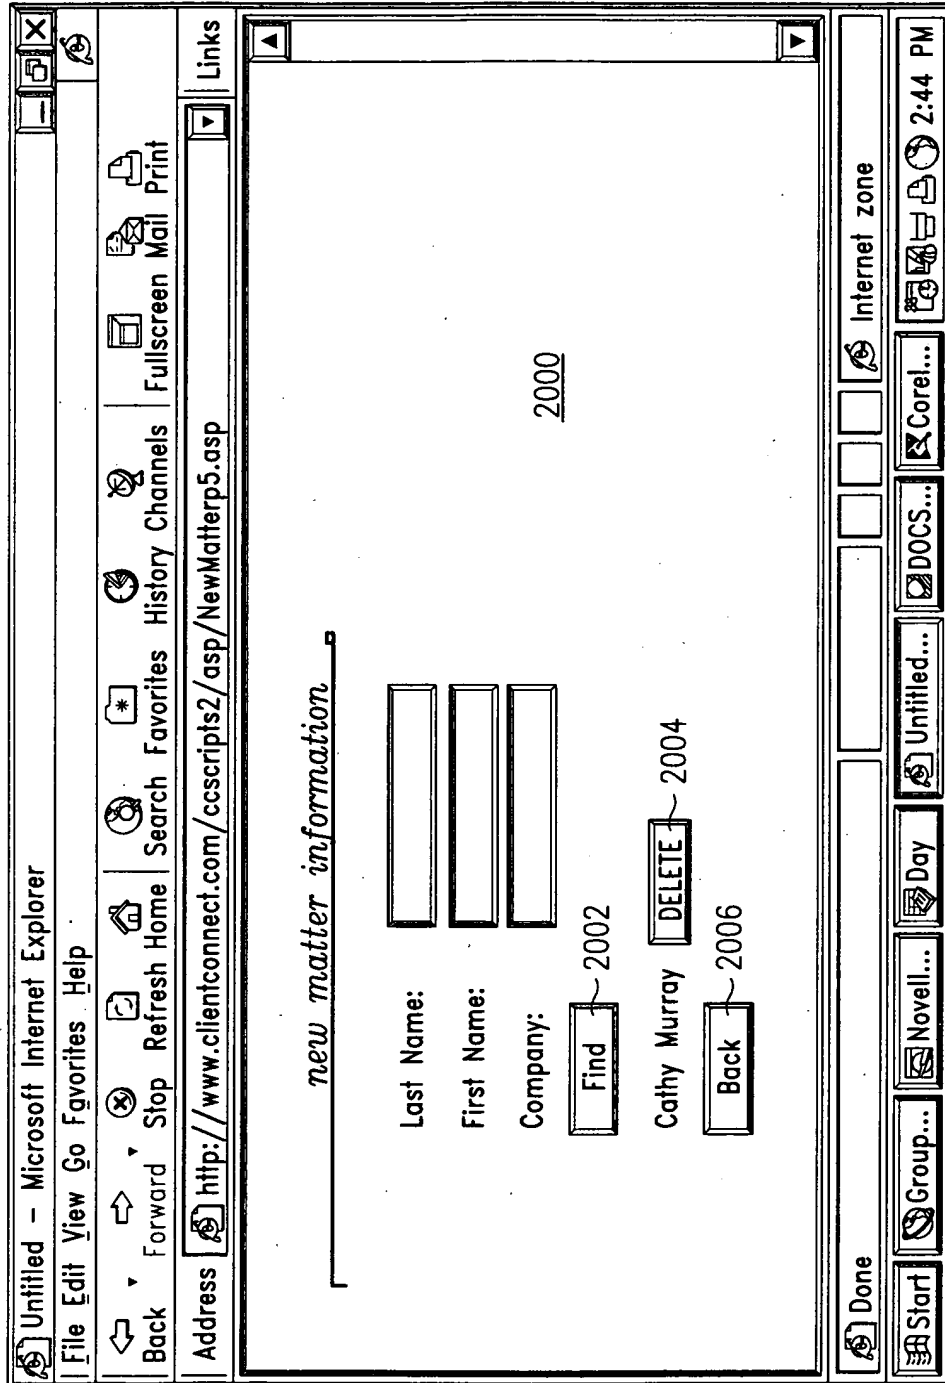 Untitled – Microsoft Internet Explorer
File Edit View Go Favorites Help
Back Forward Stop Refresh Home Search Favorites History Channels Fullscreen Mail Print
Address http://www.clientconnect.com/ccscripts2/asp/NewMatterp5.asp Links
new matter information
Last Name:
First Name:
Company:
Find 2002
Cathy Murray DELETE 2004
Back 2006
2000
Done Internet zone
Start Group... Novell... Day Untitled... DOCS... Corel... 2:44 PM